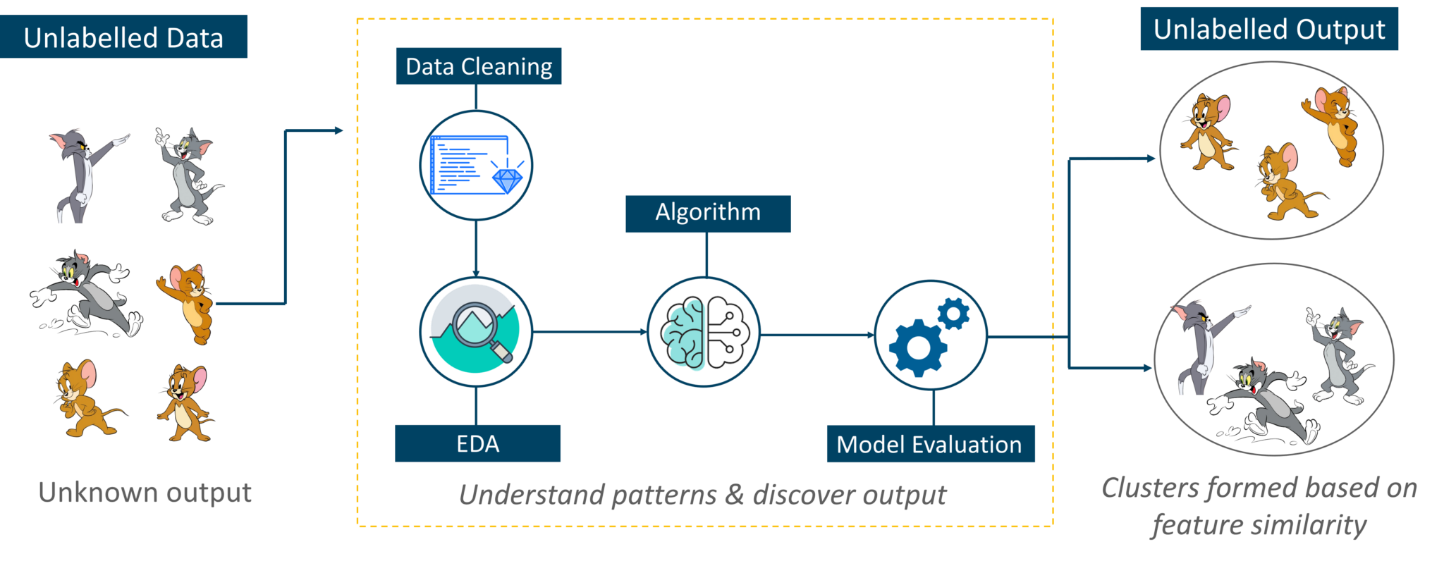 Unlabelled Data
Unknown output
Data Cleaning
EDA
Algorithm
Model Evaluation
Understand patterns & discover output
Unlabelled Output
Clusters formed based on
feature similarity